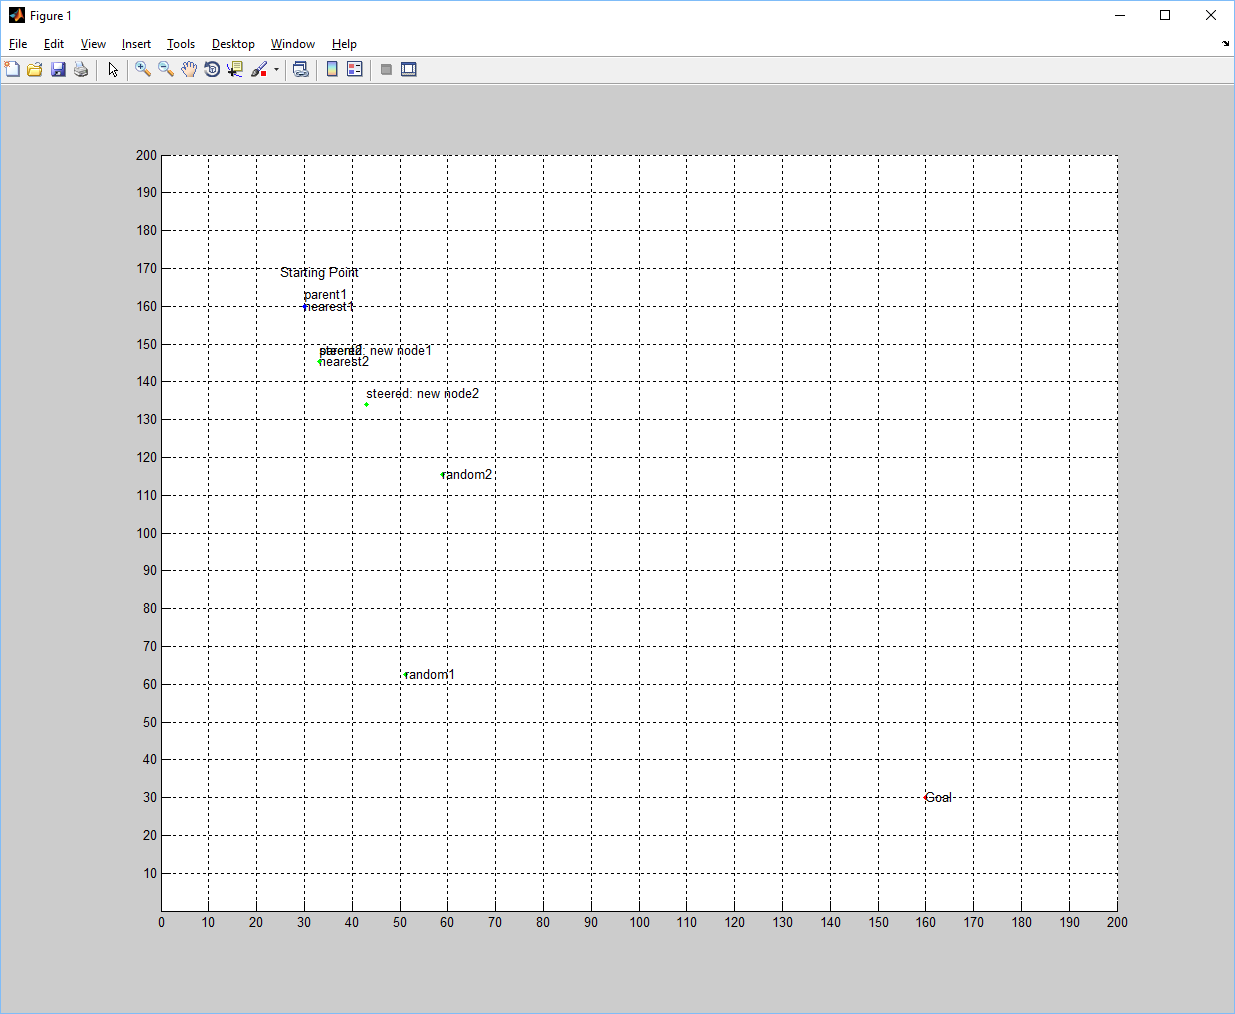 Figure 1
File Edit View Insert Tools Desktop Window Help
200
190
180
170
Starting Point
parent1
160
nearest1
150
steered: new node1
parent2
nearest2
140
steered: new node2
130
120
random2
110
100
90
80
70
random1
60
50
40
30
Goal
20
10
0 10 20 30 40 50 60 70 80 90 100 110 120 130 140 150 160 170 180 190 200